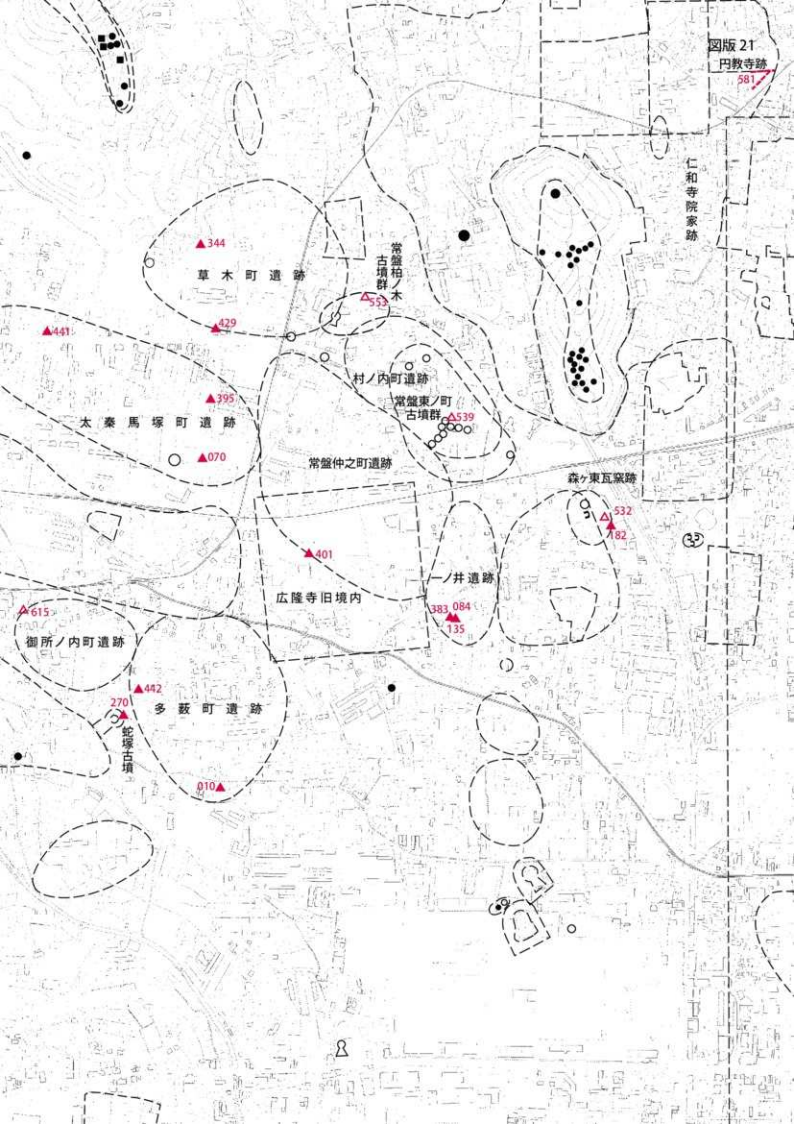 図版 21
円教寺跡
581
仁和寺院家跡
344
草木町遺跡
常盤柏ノ木
古墳群
553
429
441
395
太秦馬塚町遺跡
070
村ノ内町遺跡
常盤東ノ町
古墳群
539
常盤仲之町遺跡
森ヶ東瓦窯跡
532
182
401
広隆寺旧境内
一ノ井遺跡
383 084
135
615
御所ノ内町遺跡
442
270
多薮町遺跡
蛇塚古墳
010